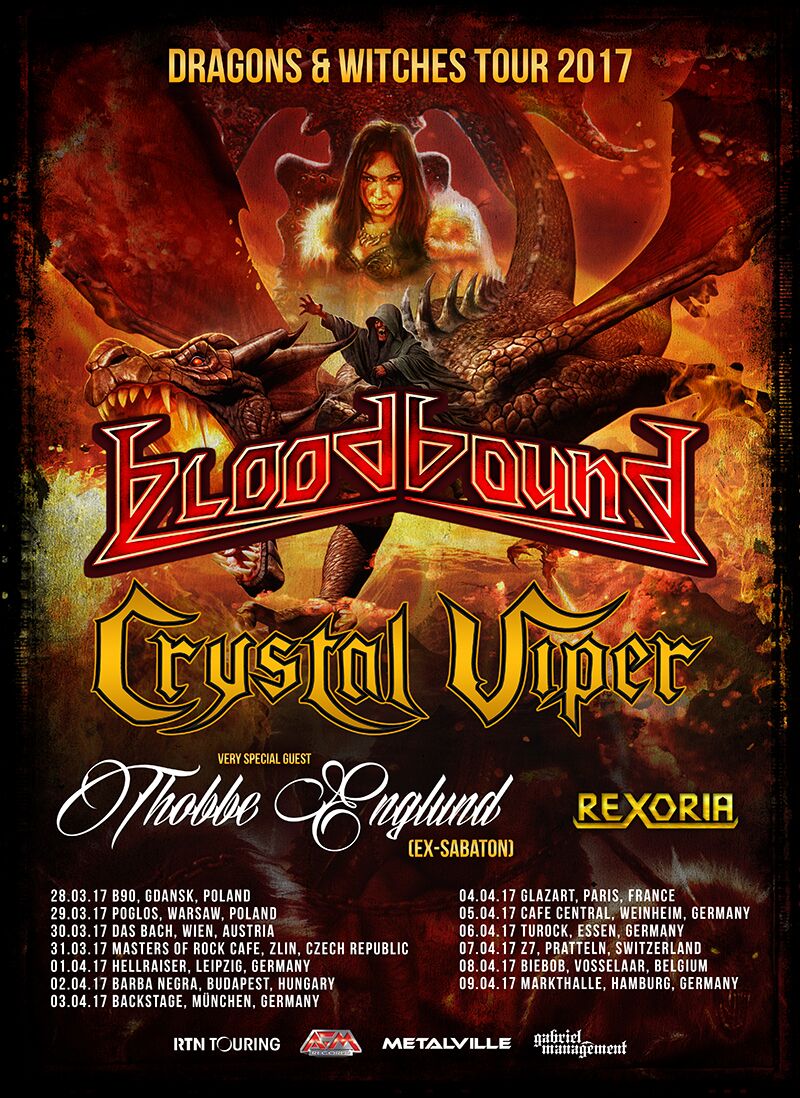 DRAGONS & WITCHES TOUR 2017
bloodbound
Crystal Viper
VERY SPECIAL GUEST
Thobbe Englund
(EX-SABATON)
REXORIA
28.03.17 B90, GDANSK, POLAND
29.03.17 POGLOS, WARSAW, POLAND
30.03.17 DAS BACH, WIEN, AUSTRIA
31.03.17 MASTERS OF ROCK CAFE, ZLIN, CZECH REPUBLIC
01.04.17 HELLRAISER, LEIPZIG, GERMANY
02.04.17 BARBA NEGRA, BUDAPEST, HUNGARY
03.04.17 BACKSTAGE, MÜNCHEN, GERMANY
04.04.17 GLAZART, PARIS, FRANCE
05.04.17 CAFE CENTRAL, WEINHEIM, GERMANY
06.04.17 TUROCK, ESSEN, GERMANY
07.04.17 Z7, PRATTELN, SWITZERLAND
08.04.17 BIEBOB, VOSSELAAR, BELGIUM
09.04.17 MARKTHALLE, HAMBURG, GERMANY
RTN TOURING
AFM
RECORDS
METALVILLE
gabriel
management